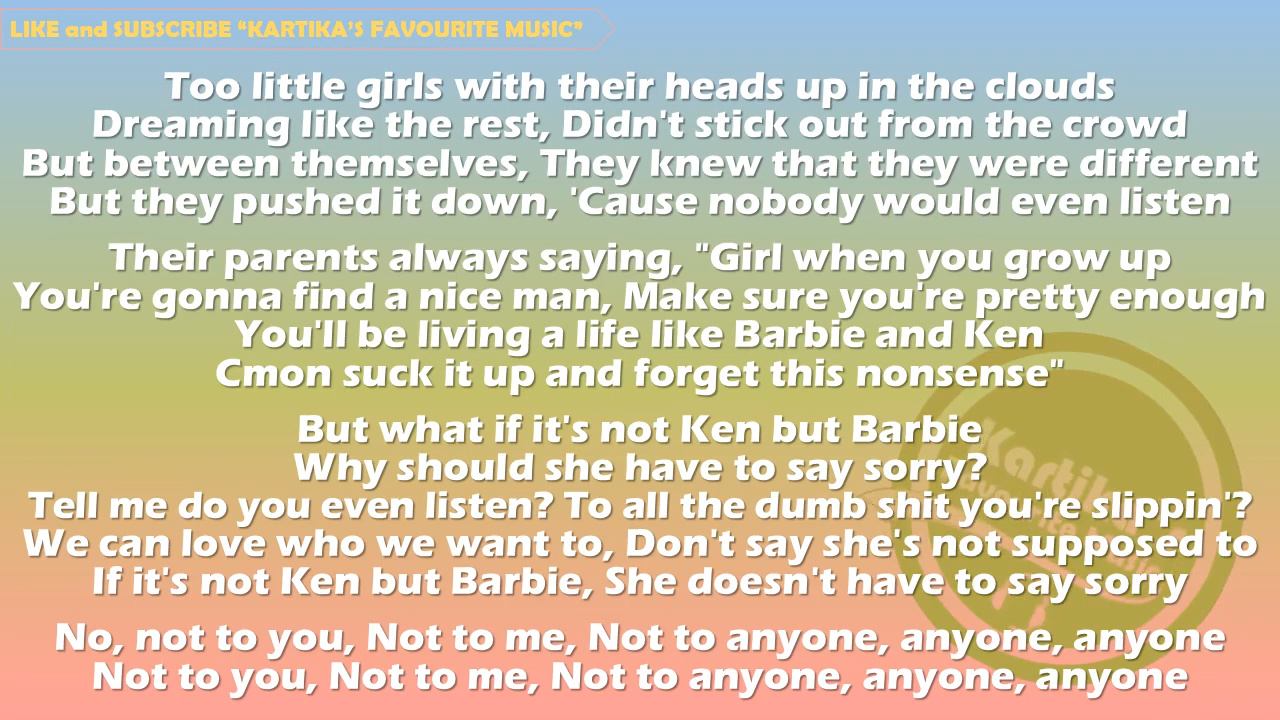 LIKE and SUBSCRIBE “KARTIKA’S FAVOURITE MUSIC”
Too little girls with their heads up in the clouds
Dreaming like the rest, Didn't stick out from the crowd
But between themselves, They knew that they were different
But they pushed it down, 'Cause nobody would even listen
Their parents always saying, "Girl when you grow up
You're gonna find a nice man, Make sure you're pretty enough
You'll be living a life like Barbie and Ken
Cmon suck it up and forget this nonsense"
But what if it's not Ken but Barbie
Why should she have to say sorry?
Tell me do you even listen? To all the dumb shit you're slippin'?
We can love who we want to, Don't say she's not supposed to
If it's not Ken but Barbie, She doesn't have to say sorry
No, not to you, Not to me, Not to anyone, anyone, anyone
Not to you, Not to me, Not to anyone, anyone, anyone